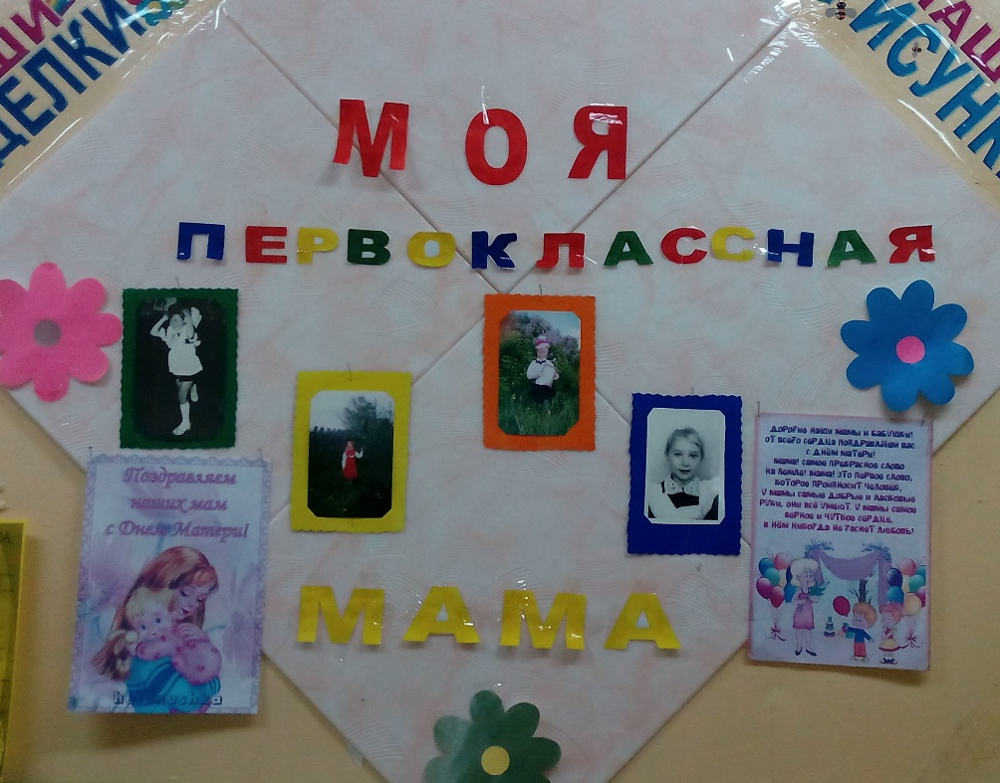 ШИ
ДЕЛКИ
НАШ
ИСУНК
МОЯ
ПЕРВОКЛАССНАЯ
МАМА
Поздравляем
наших мам
с Днем Матери!
ДОРОГИЕ НАШИ МАМЫ И БАБУШКИ!
ОТ ВСЕГО СЕРДЦА ПОЗДРАВЛЯЕМ ВАС
С ДНЁМ МАТЕРИ!
МАМА! САМОЕ ПРЕКРАСНОЕ СЛОВО
НА ЗЕМЛЕ! МАМА! ЭТО ПЕРВОЕ СЛОВО,
КОТОРОЕ ПРОИЗНОСИТ ЧЕЛОВЕК.
У МАМЫ САМЫЕ ДОБРЫЕ И ЛАСКОВЫЕ
РУКИ, ОНИ ВСЁ УМЕЮТ. У МАМЫ САМОЕ
ВЕРНОЕ И ЧУТКОЕ СЕРДЦЕ,
В НЁМ НИКОГДА НЕ ГАСНЕТ ЛЮБОВЬ!